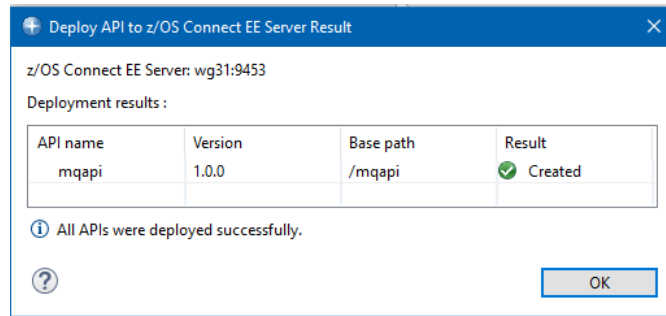 Deploy API to z/OS Connect EE Server Result
z/OS Connect EE Server: wg31:9453
Deployment results :
API name Version Base path Result
mqapi 1.0.0 /mqapi Created
All APIs were deployed successfully.
OK